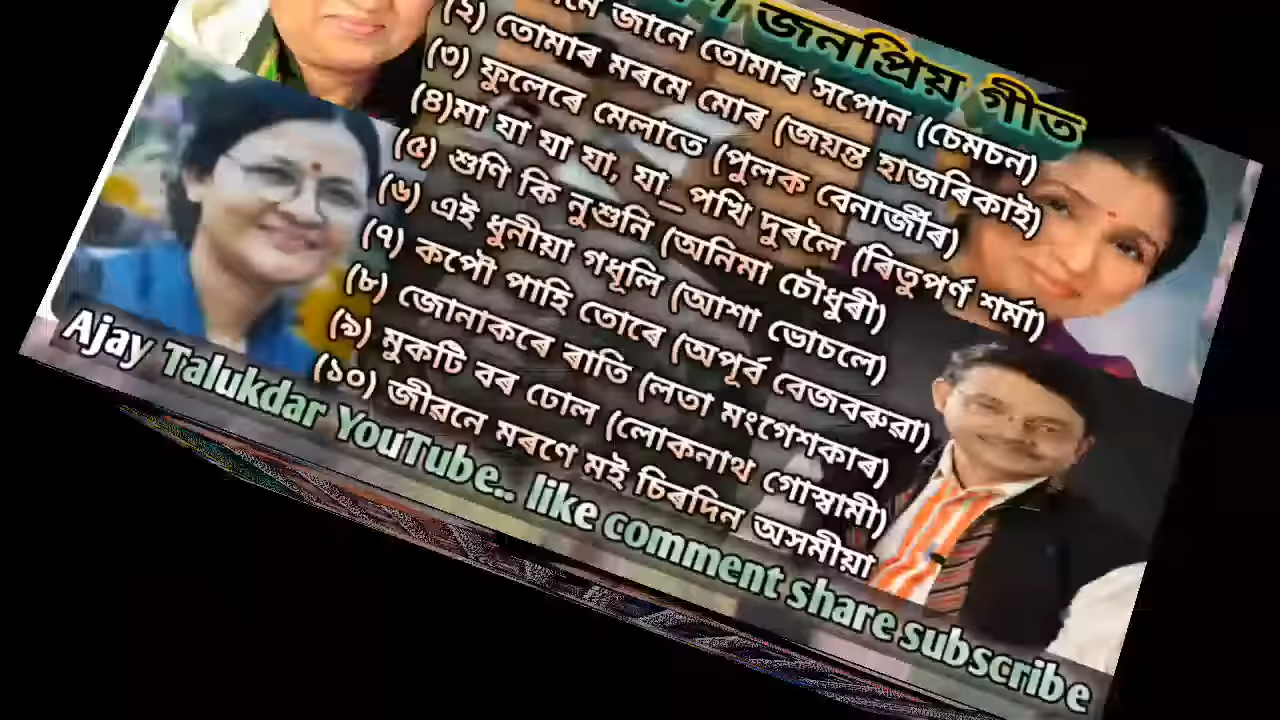 জনপ্ৰিয় গীত
জানে তোমাৰ সপোন (চেমচন)
(২) তোমাৰ মৰমে মোৰ (জয়ন্ত হাজৰিকাই)
(৩) ফুলেৰে মেলাতে (পুলক বেনাৰ্জীৰ)
(৪)মা যা যা যা, যা_পখি দুৰলৈ (ৰিতুপৰ্ণ শৰ্মা)
(৫) শুণি কি নুশুনি (অনিমা চৌধুৰী)
(৬) এই ধুনীয়া গধূলি (আশা ভোচলে)
(৭) কপৌ পাহি তোৰে (অপূৰ্ব বেজবৰুৱা)
(৮) জোনাকৰে ৰাতি (লতা মংগেশকাৰ)
(৯) মুকটি বৰ ঢোল (লোকনাথ গোস্বামী)
(১০) জীৱনে মৰণে মই চিৰদিন অসমীয়া
Ajay Talukdar YouTube.. like comment share subscribe